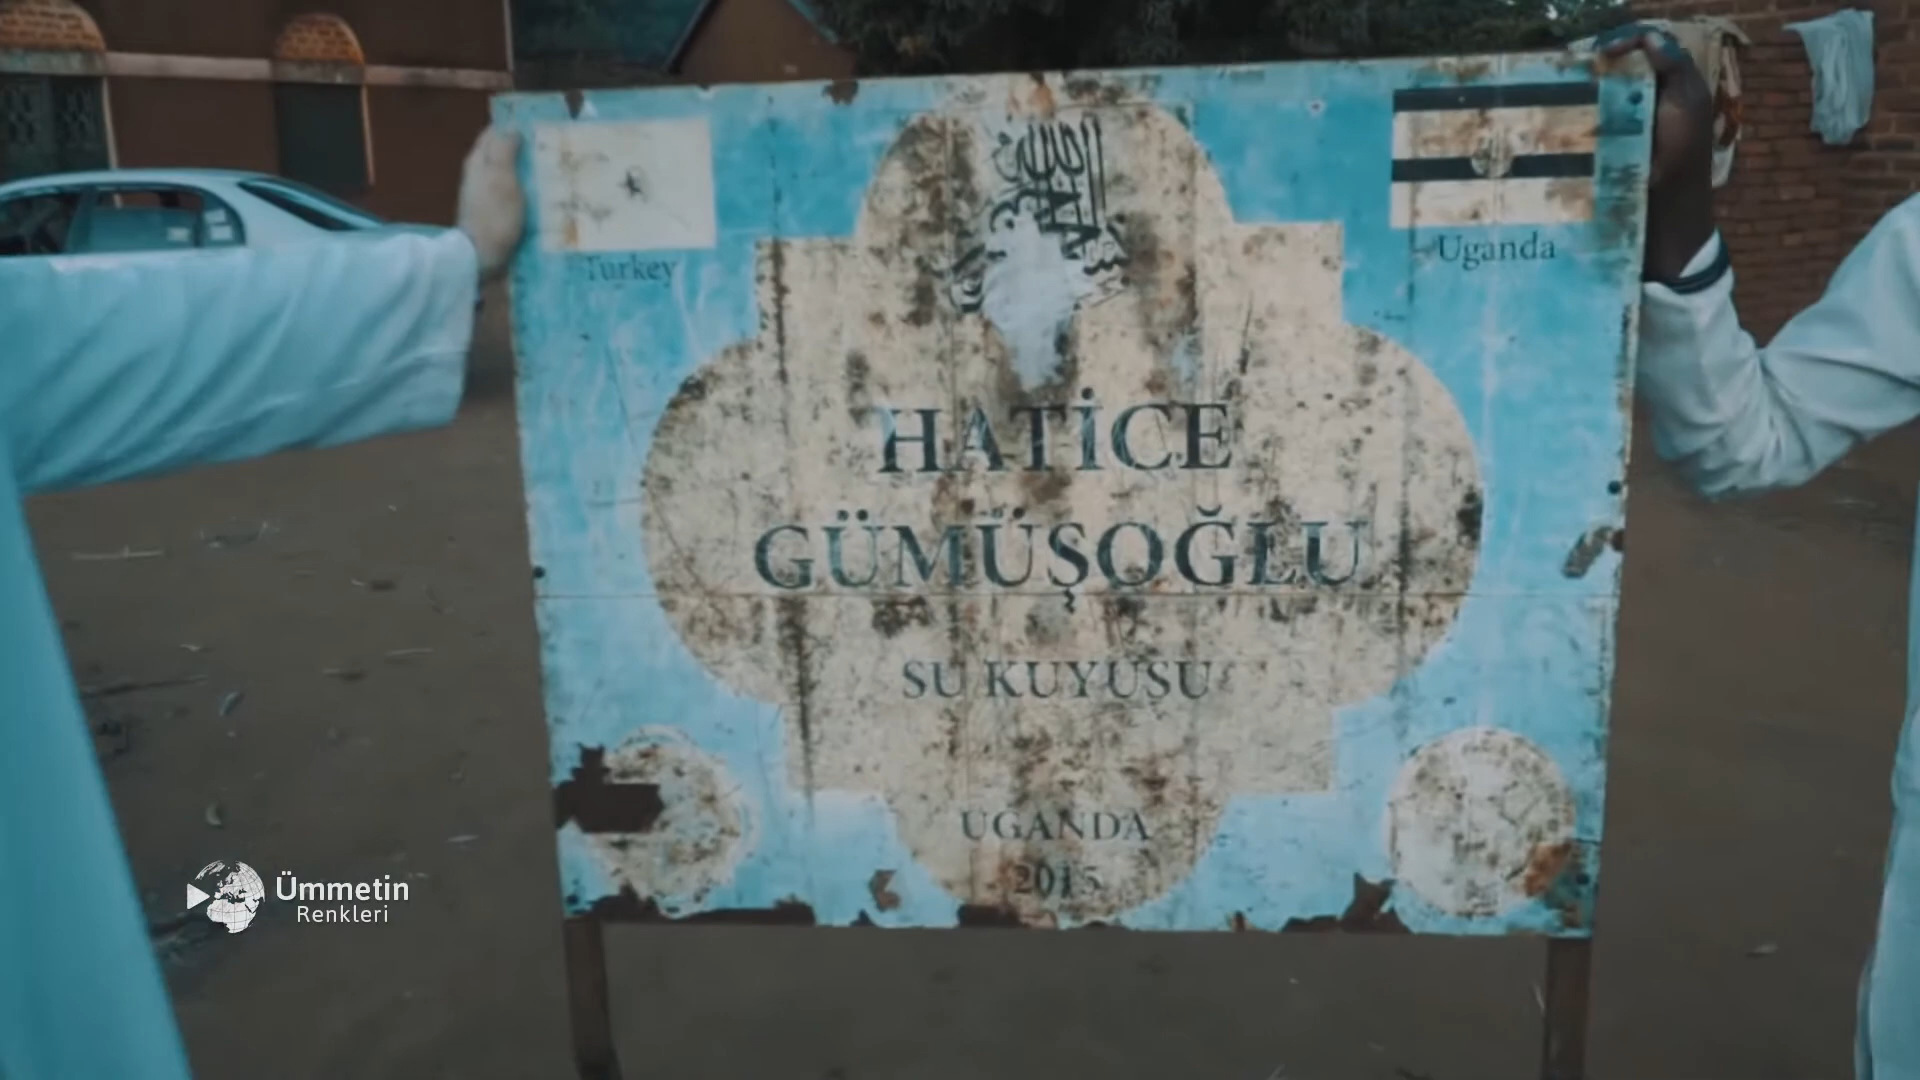 Turkey
Uganda
HATİCE
GÜMÜŞOĞLU
SU KUYUSU
UGANDA
2015
Ümmetin
Renkleri